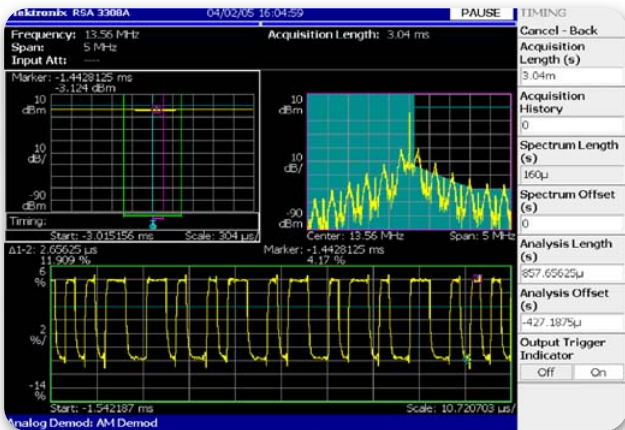 Tektronix RSA 3308A 04/02/05 16:04:59 PAUSE TIMING
Frequency: 13.56 MHz Acquisition Length: 3.04 ms
Span: 5 MHz
Input Att: ----
Cancel - Back
Acquisition
Length (s)
3.04m
Acquisition
History
0
Spectrum Length
(s)
160μ
Spectrum Offset
(s)
0
Analysis Length
(s)
857.65625μ
Analysis Offset
(s)
-427.1875μ
Output Trigger
Indicator
Off On
Marker: -1.4428125 ms
-3.124 dBm
10
dBm
10
dB/
-90
dBm
Timing:
Start: -3.015156 ms Scale: 304 μs/
10
dBm
10
dB/
-90
dBm
Center: 13.56 MHz Span: 5 MHz
Δ1-2: 2.65625 μs Marker: -1.4428125 ms
11.909 % 4.17 %
6
%
2
%/
-14
%
Start: -1.542187 ms Scale: 10.720703 μs/
Analog Demod: AM Demod